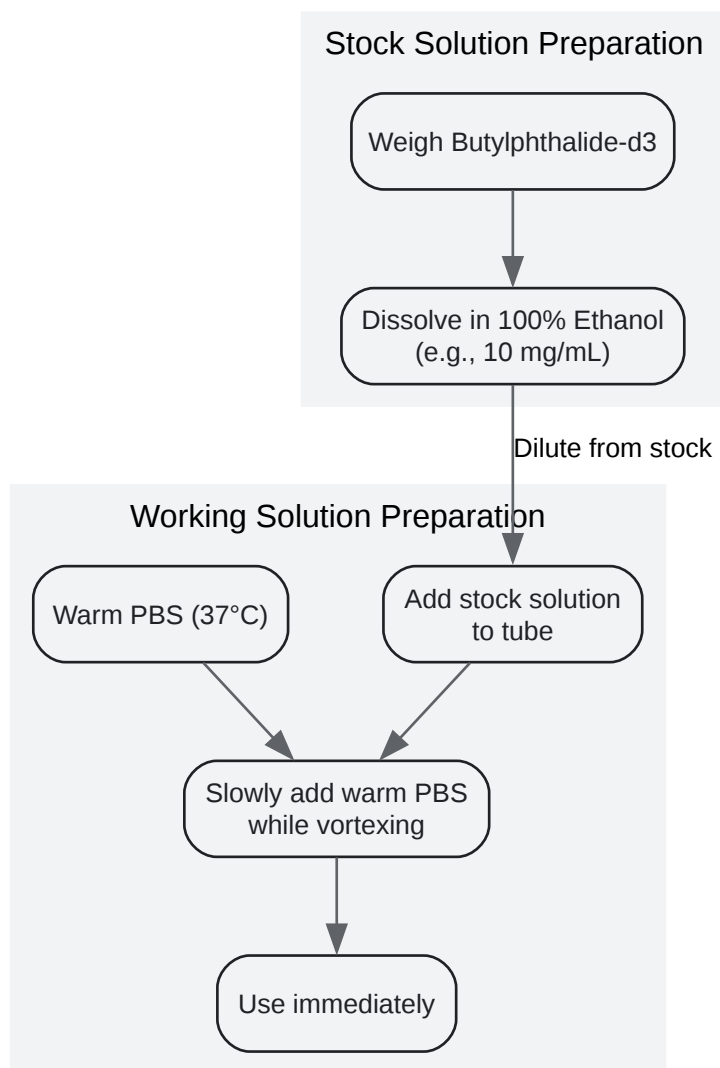 Stock Solution Preparation
Weigh Butylphthalide-d3
Dissolve in 100% Ethanol
(e.g., 10 mg/mL)
Dilute from stock
Working Solution Preparation
Warm PBS (37°C)
Add stock solution
to tube
Slowly add warm PBS
while vortexing
Use immediately